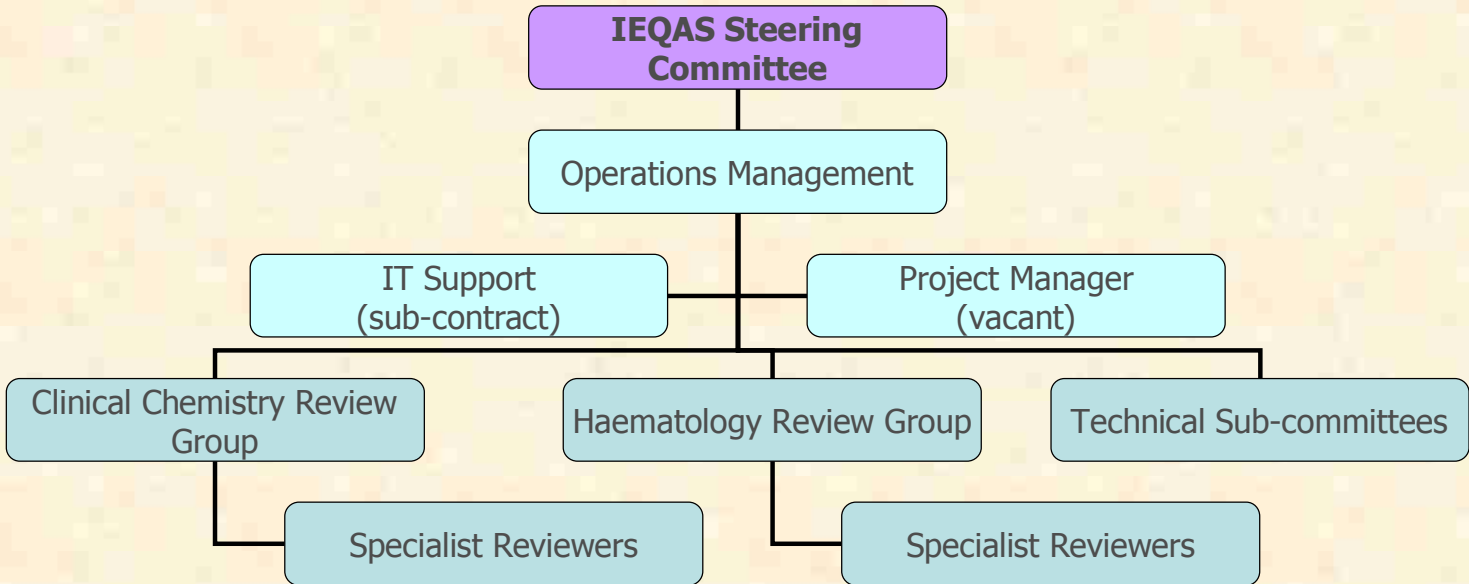 IEQAS Steering
Committee
Operations Management
IT Support
(sub-contract)
Project Manager
(vacant)
Clinical Chemistry Review
Group
Haematology Review Group
Technical Sub-committees
Specialist Reviewers
Specialist Reviewers